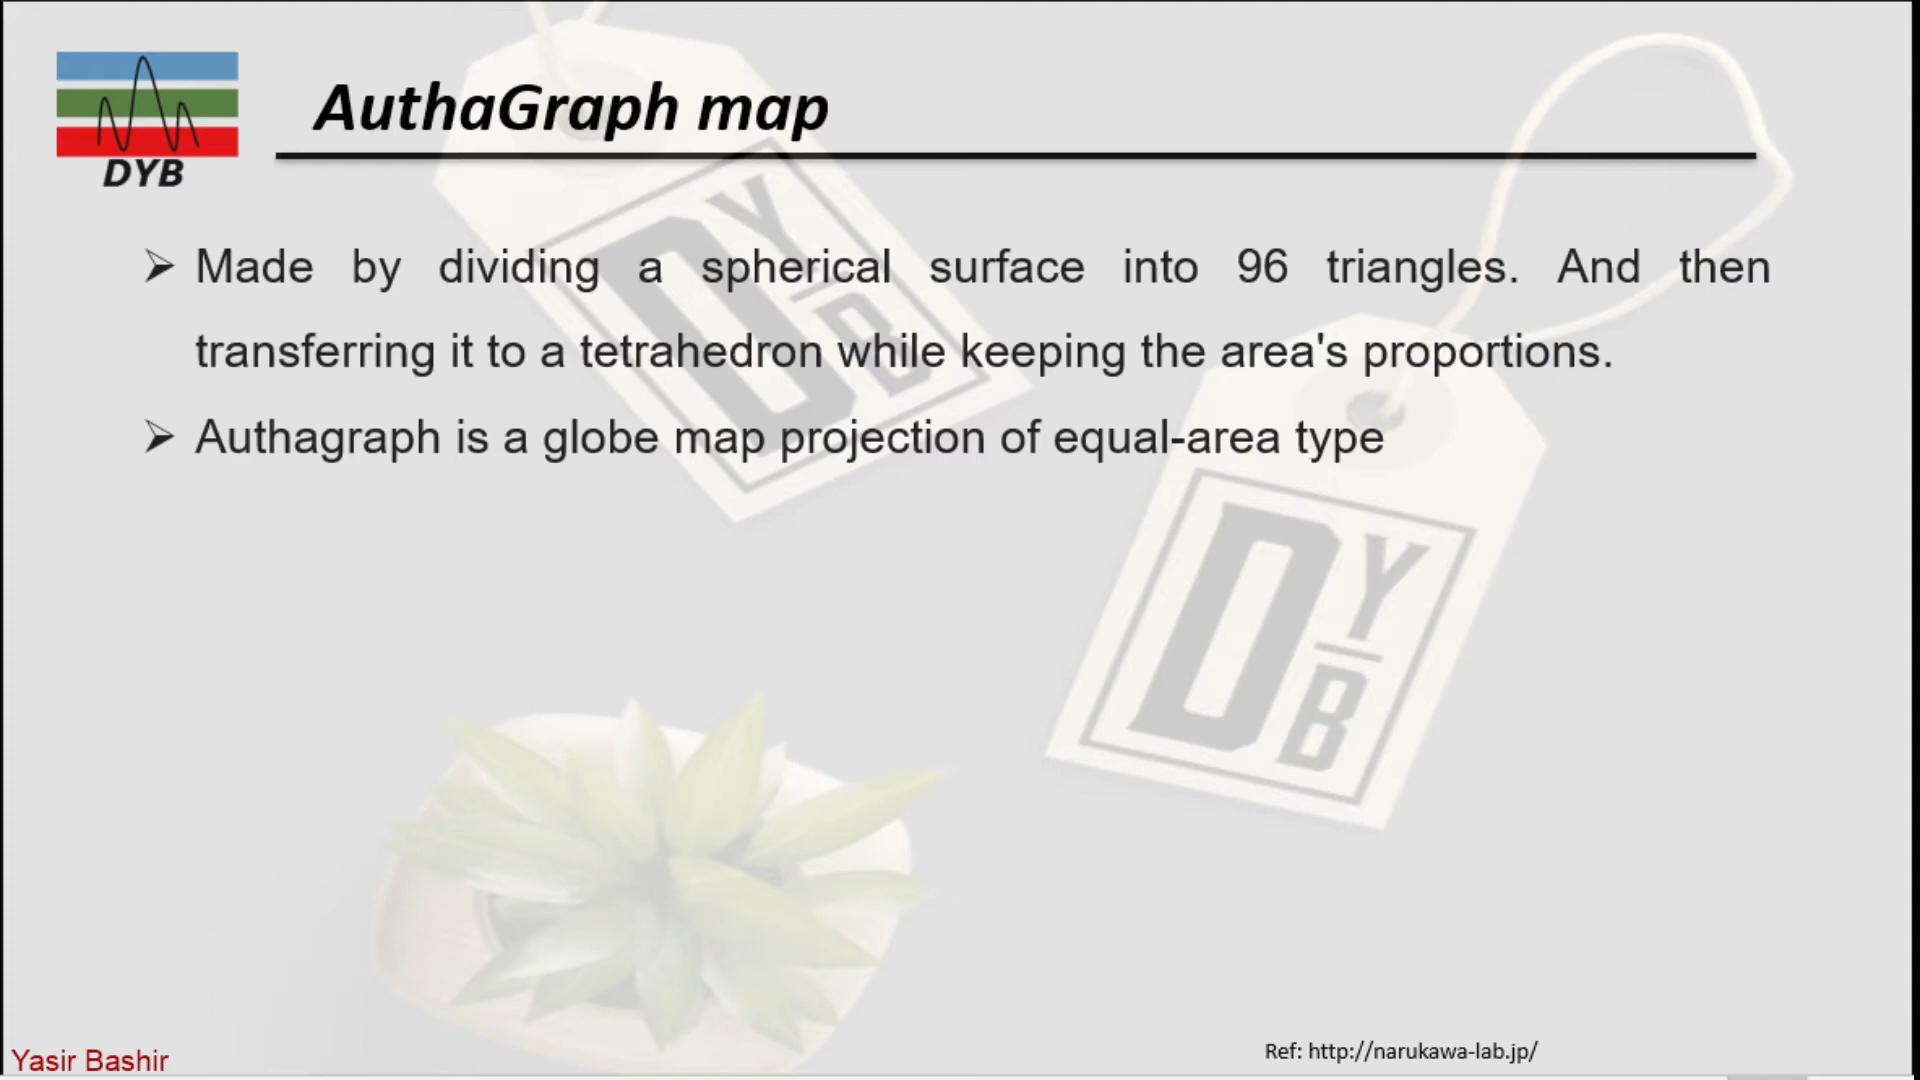 AuthaGraph map
DYB
➢ Made by dividing a spherical surface into 96 triangles. And then
transferring it to a tetrahedron while keeping the area's proportions.
➢ Authagraph is a globe map projection of equal-area type
DYB
DYB
Yasir Bashir
Ref: http://narukawa-lab.jp/